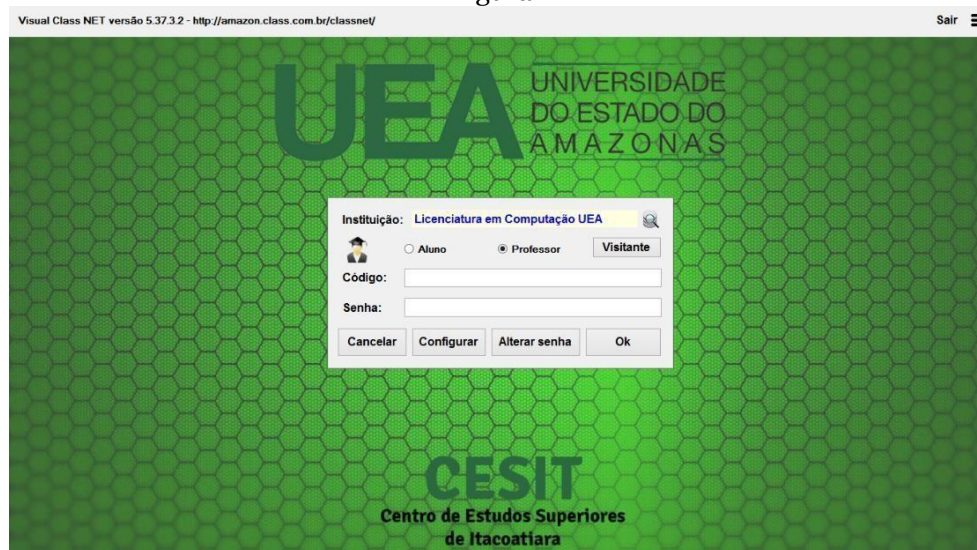 Visual Class NET versão 5.37.3.2 - http://amazon.class.com.br/classnet/ Sair
UEA
UNIVERSIDADE
DO ESTADO DO
AMAZONAS
Instituição: Licenciatura em Computação UEA
Aluno Professor Visitante
Código:
Senha:
Cancelar Configurar Alterar senha Ok
CESIT
Centro de Estudos Superiores
de Itacoatiara